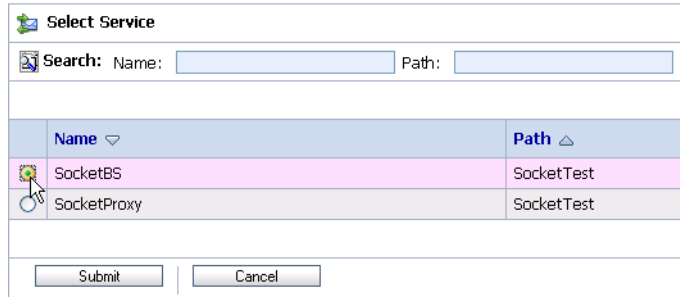 Select Service
Search: Name: Path:
Name Path
SocketBS SocketTest
SocketProxy SocketTest
Submit Cancel